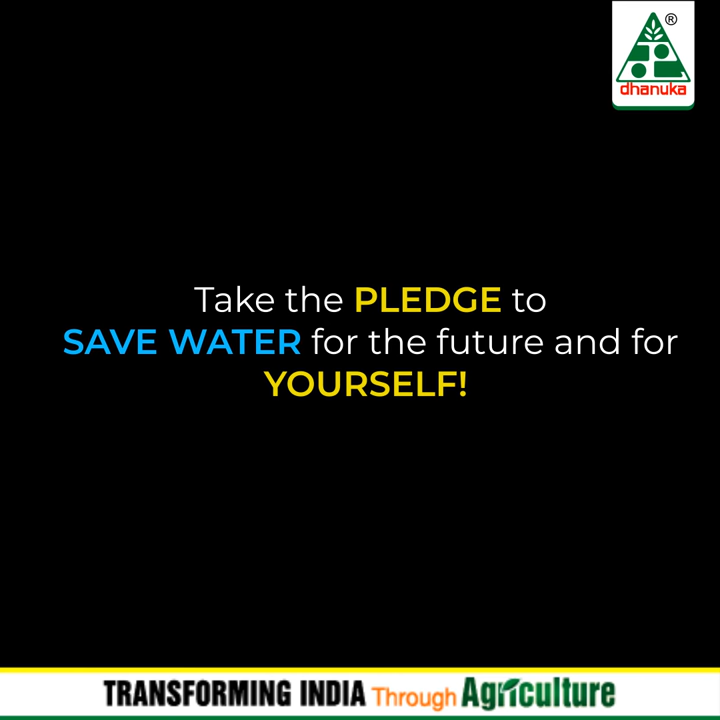 ®
dhanuka
Take the PLEDGE to
SAVE WATER for the future and for
YOURSELF!
TRANSFORMING INDIA Through Agriculture